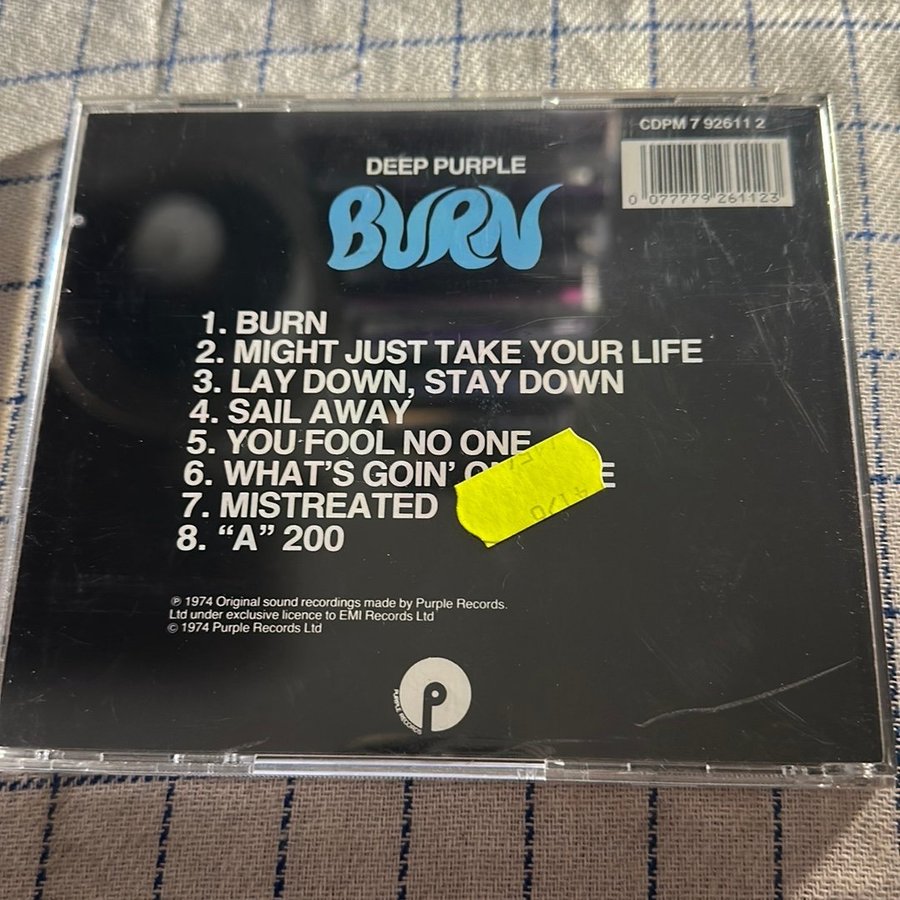 CDPM 7 92611 2
0 077779 261123
DEEP PURPLE
BURN
1. BURN
2. MIGHT JUST TAKE YOUR LIFE
3. LAY DOWN, STAY DOWN
4. SAIL AWAY
5. YOU FOOL NO ONE
6. WHAT'S GOIN'
7. MISTREATED
8. “A” 200
℗ 1974 Original sound recordings made by Purple Records.
Ltd under exclusive licence to EMI Records Ltd
© 1974 Purple Records Ltd
P
PURPLE RECORDS